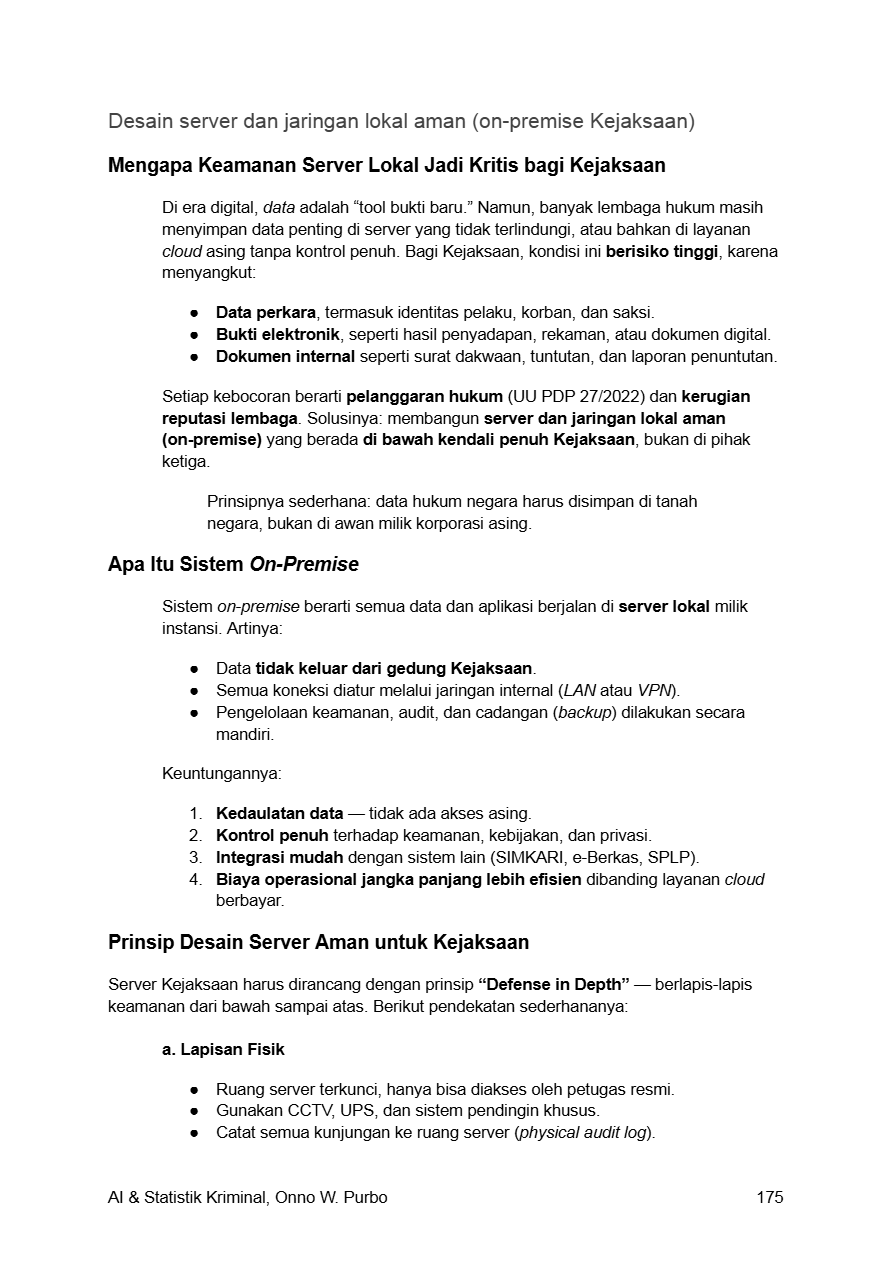 Desain server dan jaringan lokal aman (on-premise Kejaksaan)
Mengapa Keamanan Server Lokal Jadi Kritis bagi Kejaksaan
Di era digital, data adalah “tool bukti baru.” Namun, banyak lembaga hukum masih
menyimpan data penting di server yang tidak terlindungi, atau bahkan di layanan
cloud asing tanpa kontrol penuh. Bagi Kejaksaan, kondisi ini berisiko tinggi, karena
menyangkut:
● Data perkara, termasuk identitas pelaku, korban, dan saksi.
● Bukti elektronik, seperti hasil penyadapan, rekaman, atau dokumen digital.
● Dokumen internal seperti surat dakwaan, tuntutan, dan laporan penuntutan.
Setiap kebocoran berarti pelanggaran hukum (UU PDP 27/2022) dan kerugian
reputasi lembaga. Solusinya: membangun server dan jaringan lokal aman
(on-premise) yang berada di bawah kendali penuh Kejaksaan, bukan di pihak
ketiga.
Prinsipnya sederhana: data hukum negara harus disimpan di tanah
negara, bukan di awan milik korporasi asing.
Apa Itu Sistem On-Premise
Sistem on-premise berarti semua data dan aplikasi berjalan di server lokal milik
instansi. Artinya:
● Data tidak keluar dari gedung Kejaksaan.
● Semua koneksi diatur melalui jaringan internal (LAN atau VPN).
● Pengelolaan keamanan, audit, dan cadangan (backup) dilakukan secara
mandiri.
Keuntungannya:
1. Kedaulatan data — tidak ada akses asing.
2. Kontrol penuh terhadap keamanan, kebijakan, dan privasi.
3. Integrasi mudah dengan sistem lain (SIMKARI, e-Berkas, SPLP).
4. Biaya operasional jangka panjang lebih efisien dibanding layanan cloud
berbayar.
Prinsip Desain Server Aman untuk Kejaksaan
Server Kejaksaan harus dirancang dengan prinsip “Defense in Depth” — berlapis-lapis
keamanan dari bawah sampai atas. Berikut pendekatan sederhananya:
a. Lapisan Fisik
● Ruang server terkunci, hanya bisa diakses oleh petugas resmi.
● Gunakan CCTV, UPS, dan sistem pendingin khusus.
● Catat semua kunjungan ke ruang server (physical audit log).
AI & Statistik Kriminal, Onno W. Purbo 175